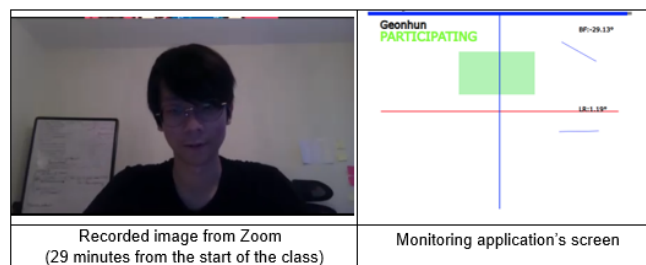 Geonhun
PARTICIPATING
BF:-29.13°
LR:1.19°
Recorded image from Zoom
(29 minutes from the start of the class)
Monitoring application's screen